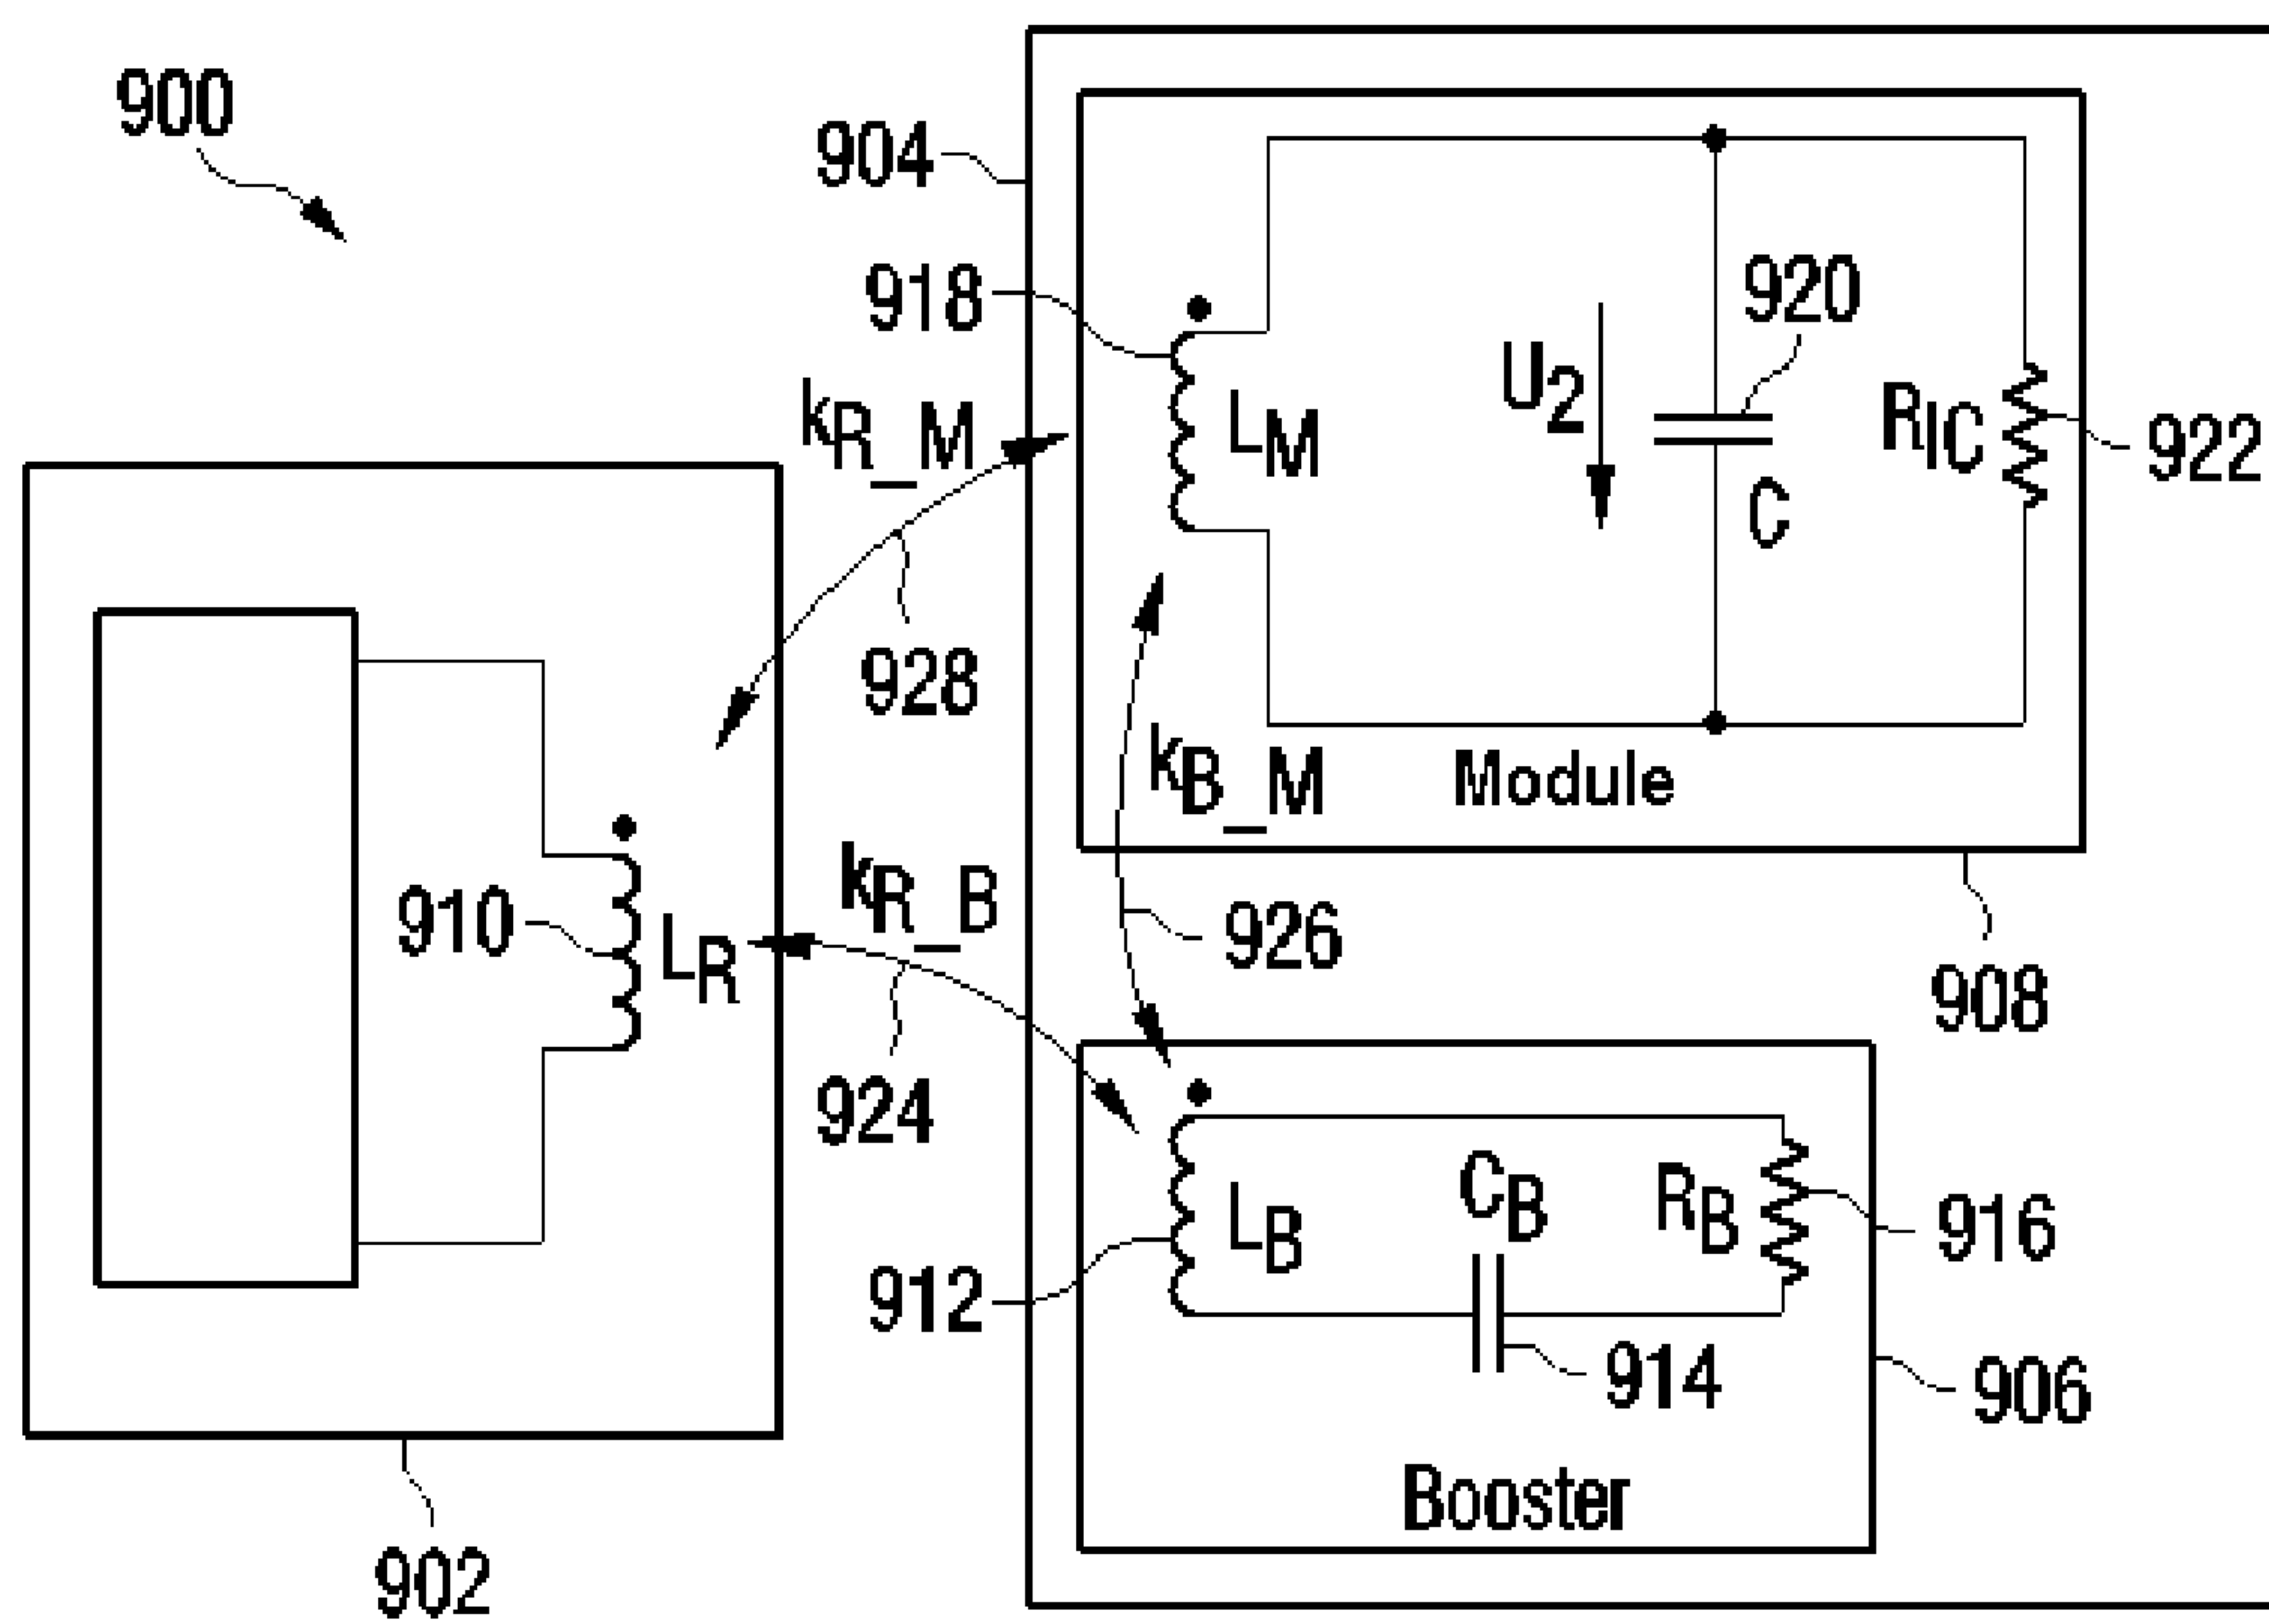 900
904
918
920
U2
kR_M
LM
RIC
922
C
928
kB_M
Module
kR_B
910
LR
926
908
924
CB
RB
LB
916
912
914
906
Booster
902